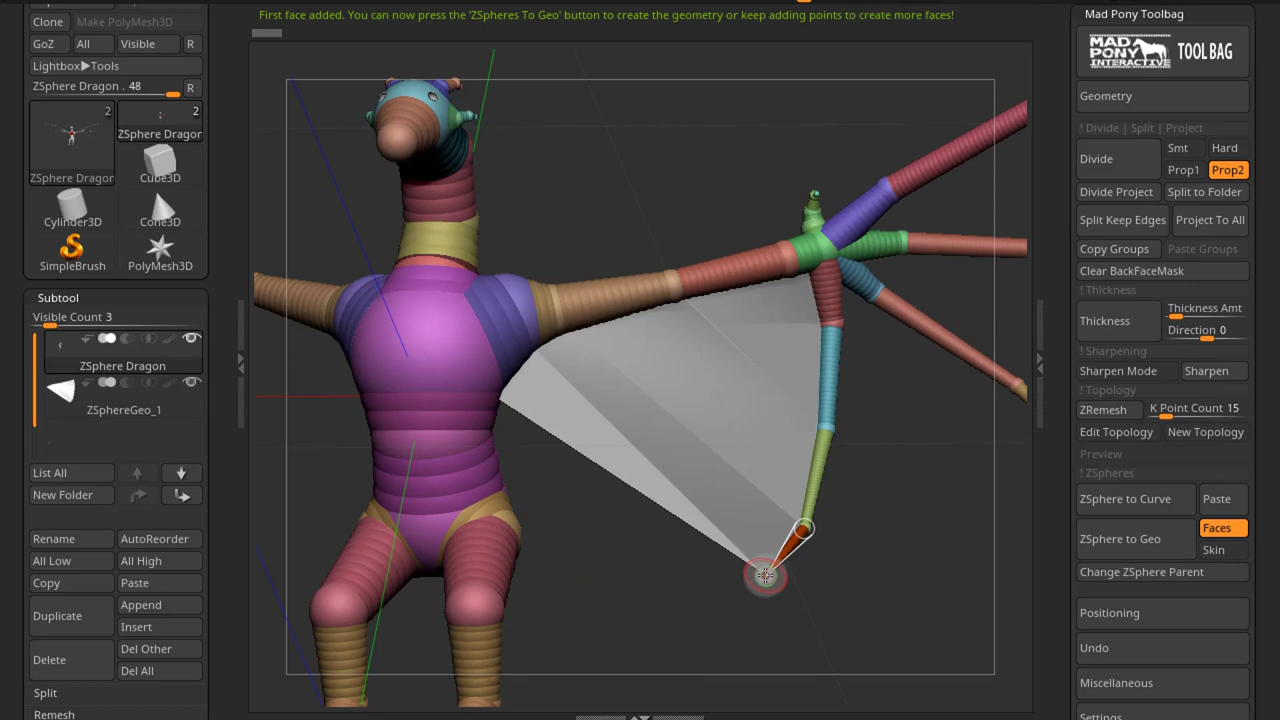 First face added. You can now press the 'ZSpheres To Geo' button to create the geometry or keep adding points to create more faces!
Clone
Make PolyMesh3D
GoZ
All
Visible
R
Lightbox▶Tools
ZSphere Dragon . 48
R
2
2
ZSphere Dragon
ZSphere Dragon
Cube3D
Cylinder3D
Cone3D
SimpleBrush
PolyMesh3D
Subtool
Visible Count 3
ZSphere Dragon
ZSphereGeo_1
List All
New Folder
Rename
AutoReorder
All Low
All High
Copy
Paste
Duplicate
Append
Insert
Delete
Del Other
Del All
Split
Remesh
Mad Pony Toolbag
MAD PONY INTERACTIVE
TOOL BAG
Geometry
! Divide | Split | Project
Divide
Smt
Hard
Prop1
Prop2
Divide Project
Split to Folder
Split Keep Edges
Project To All
Copy Groups
Paste Groups
Clear BackFaceMask
! Thickness
Thickness
Thickness Amt
Direction 0
! Sharpening
Sharpen Mode
Sharpen
! Topology
ZRemesh
K Point Count 15
Edit Topology
New Topology
Preview
! ZSpheres
ZSphere to Curve
Paste
ZSphere to Geo
Faces
Skin
Change ZSphere Parent
Positioning
Undo
Miscellaneous
Settings